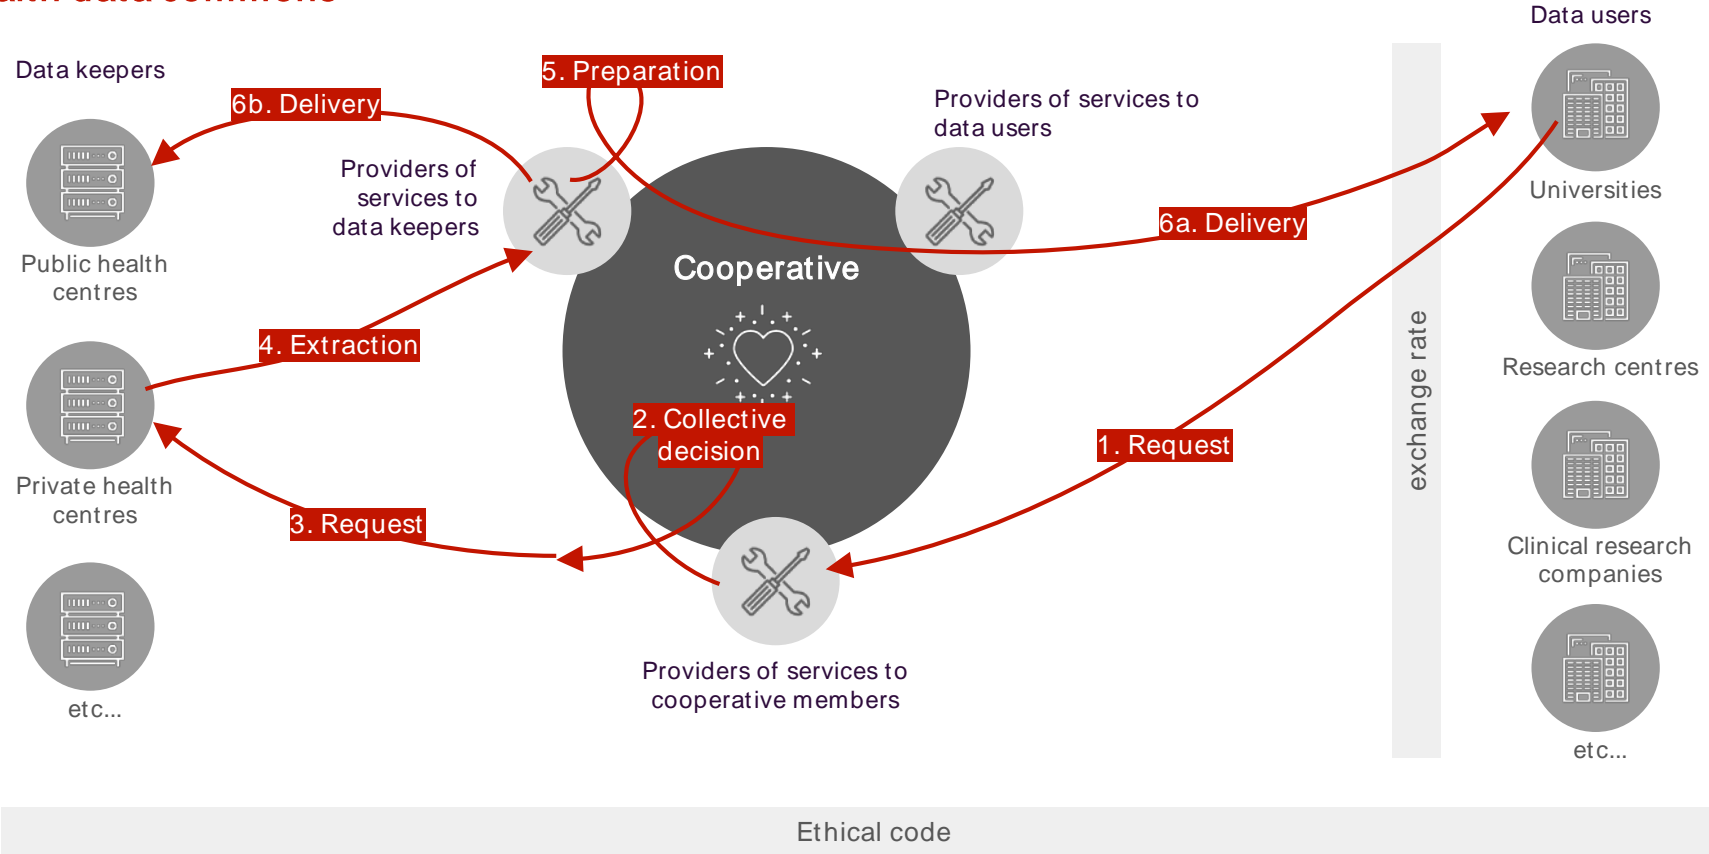 data commons
Data users
Data keepers
5. Preparation
6b. Delivery
Providers of services to
data users
Providers of
services to
data keepers
Universities
6a. Delivery
Public health
centres
Cooperative
4. Extraction
exchange rate
Research centres
2. Collective
decision
1. Request
Private health
centres
3. Request
Clinical research
companies
Providers of services to
cooperative members
etc...
etc...
Ethical code